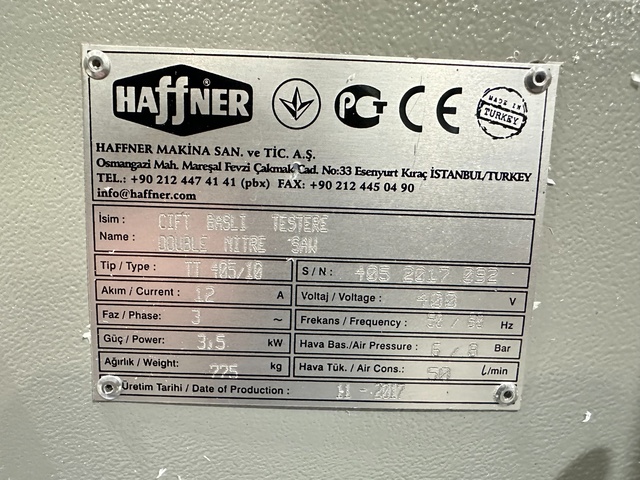 HAffNER
PCT
CE
MADE IN
TURKEY
HAFFNER MAKİNA SAN. ve TİC. A.Ş.
Osmangazi Mah. Mareşal Fevzi Çakmak Cad. No:33 Esenyurt Kıraç İSTANBUL/TURKEY
TEL.: +90 212 447 41 41 (pbx) FAX: +90 212 445 04 90
info@haffner.com
İsim : CIFT BASLI TESTERE
Name : DOUBLE MITRE SAW
Tip / Type : TT 405/10 S / N : 405 2017 092
Akım / Current : 12 A Voltaj / Voltage : 400 V
Faz / Phase: 3 ~ Frekans / Frequency : / Hz
Güç / Power: 3,5 kW Hava Bas./Air Pressure : 6 / 8 Bar
Ağırlık / Weight: 225 kg Hava Tük. / Air Cons.: 50 l/min
Üretim Tarihi / Date of Production : 11 - 2017